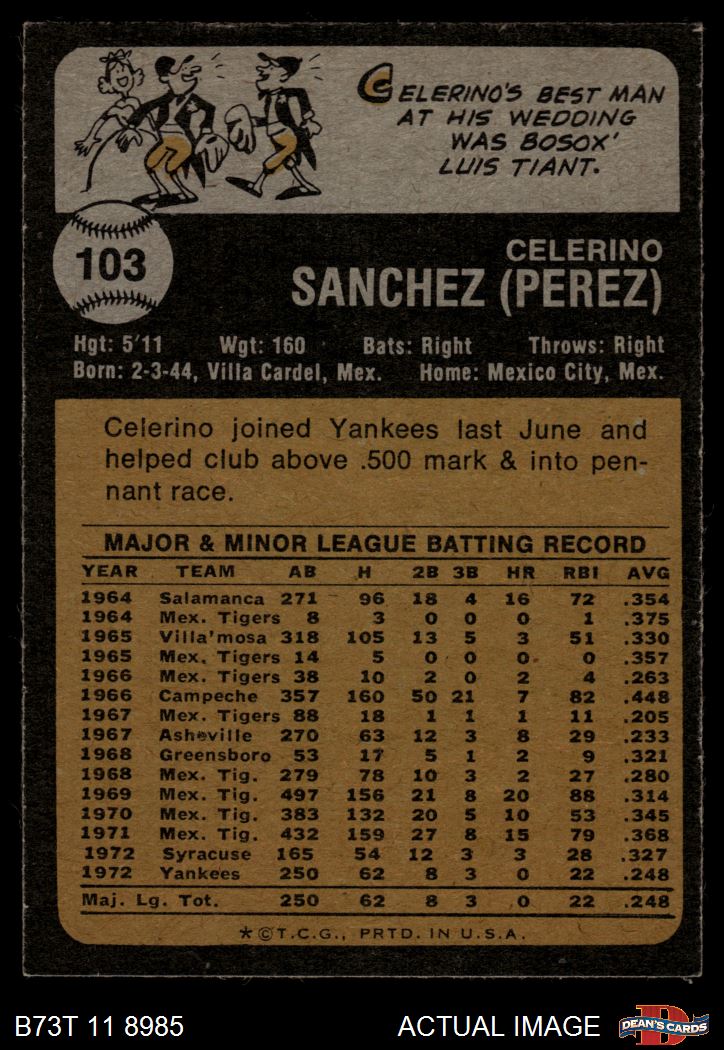 CELERINO'S BEST MAN
AT HIS WEDDING
WAS BOSOX'
LUIS TIANT.
103
CELERINO
SANCHEZ (PEREZ)
Hgt: 5'11 Wgt: 160 Bats: Right Throws: Right
Born: 2-3-44, Villa Cardel, Mex. Home: Mexico City, Mex.
Celerino joined Yankees last June and
helped club above .500 mark & into pen-
nant race.
MAJOR & MINOR LEAGUE BATTING RECORD
YEAR TEAM AB H 2B 3B HR RBI AVG
1964 Salamanca 271 96 18 4 16 72 .354
1964 Mex. Tigers 8 3 0 0 0 1 .375
1965 Villa'mosa 318 105 13 5 3 51 .330
1965 Mex. Tigers 14 5 0 0 0 0 .357
1966 Mex. Tigers 38 10 2 0 2 4 .263
1966 Campeche 357 160 50 21 7 82 .448
1967 Mex. Tigers 88 18 1 1 1 11 .205
1967 Asheville 270 63 12 3 8 29 .233
1968 Greensboro 53 17 5 1 2 9 .321
1968 Mex. Tig. 279 78 10 3 2 27 .280
1969 Mex. Tig. 497 156 21 8 20 88 .314
1970 Mex. Tig. 383 132 20 5 10 53 .345
1971 Mex. Tig. 432 159 27 8 15 79 .368
1972 Syracuse 165 54 12 3 3 28 .327
1972 Yankees 250 62 8 3 0 22 .248
Maj. Lg. Tot. 250 62 8 3 0 22 .248
*©T.C.G., PRTD. IN U.S.A.
B73T 11 8985 ACTUAL IMAGE DEAN'S CARDS